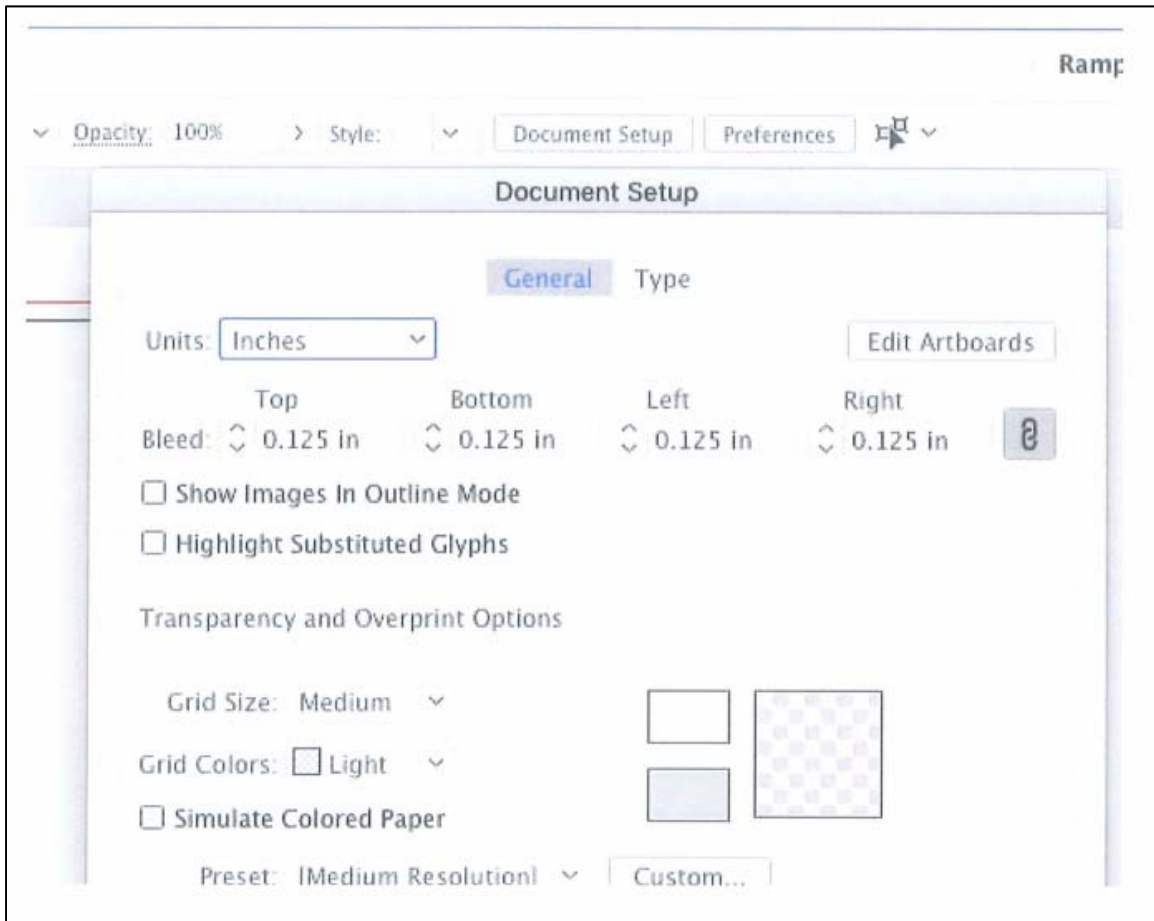 Ramp
Opacity: 100% Style: Document Setup Preferences
Document Setup
General Type
Units: Inches Edit Artboards
Top Bottom Left Right
Bleed: 0.125 in 0.125 in 0.125 in 0.125 in
Show Images In Outline Mode
Highlight Substituted Glyphs
Transparency and Overprint Options
Grid Size: Medium
Grid Colors: Light
Simulate Colored Paper
Preset: [Medium Resolution] Custom...